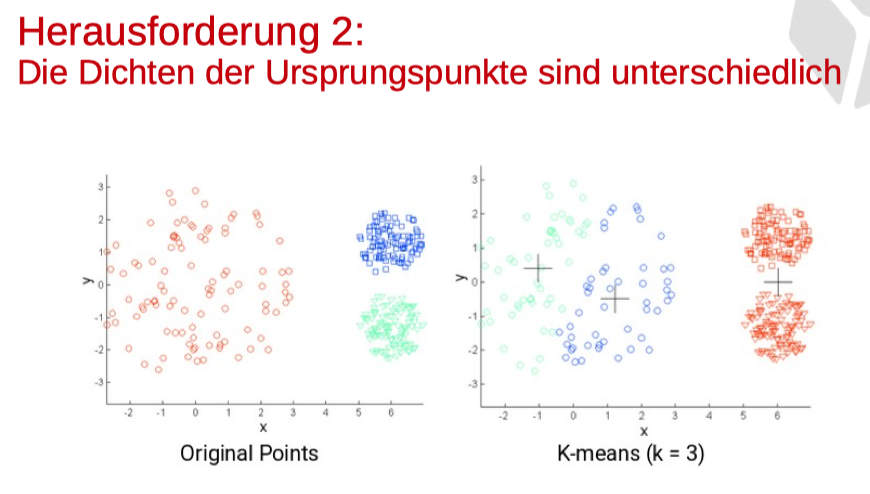 Herausforderung 2:
Die Dichten der Ursprungspunkte sind unterschiedlich
3
2
1
0
-1
-2
-3
y
-2 -1 0 1 2 3 4 5 6
x
Original Points
3
2
1
0
-1
-2
-3
y
-2 -1 0 1 2 3 4 5 6
x
K-means (k = 3)